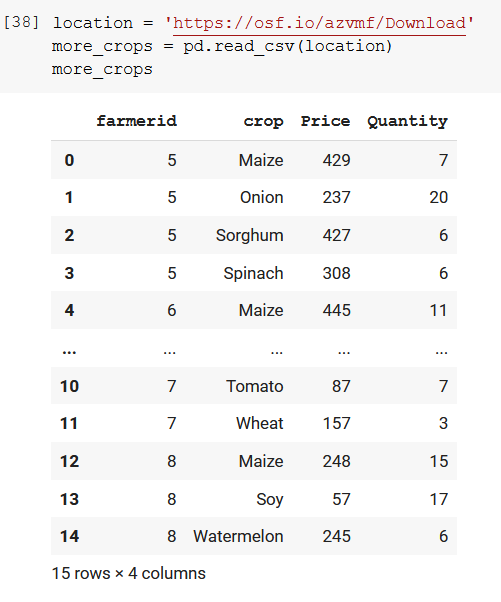 [38] location = 'https://osf.io/azvmf/Download'
more_crops = pd.read_csv(location)
more_crops
farmerid crop Price Quantity
0 5 Maize 429 7
1 5 Onion 237 20
2 5 Sorghum 427 6
3 5 Spinach 308 6
4 6 Maize 445 11
... ... ... ... ...
10 7 Tomato 87 7
11 7 Wheat 157 3
12 8 Maize 248 15
13 8 Soy 57 17
14 8 Watermelon 245 6
15 rows × 4 columns